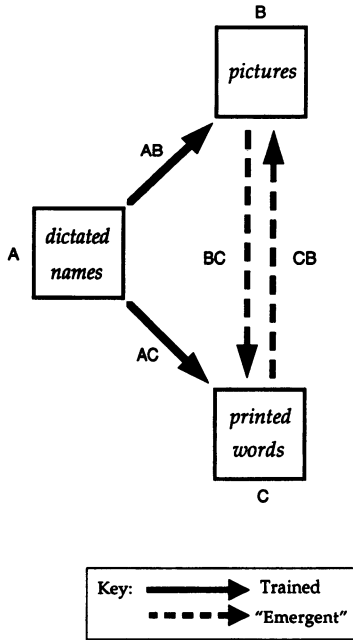 B
pictures
AB
A
dictated
names
BC
CB
AC
printed
words
C
Key:
Trained
"Emergent"